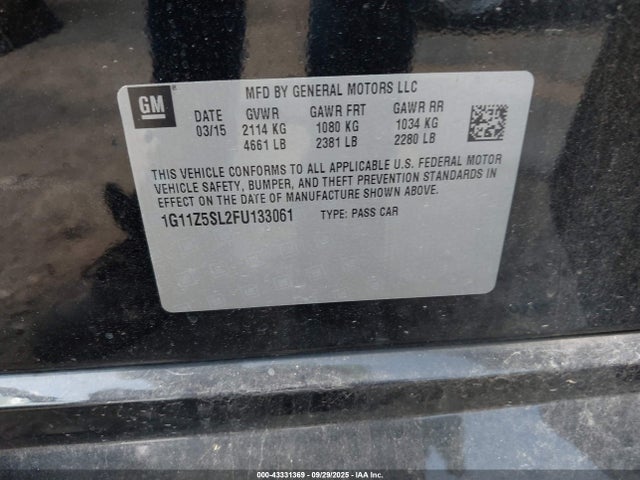 GM
MFD BY GENERAL MOTORS LLC
DATE GVWR GAWR FRT GAWR RR
03/15 2114 KG 1080 KG 1034 KG
4661 LB 2381 LB 2280 LB
THIS VEHICLE CONFORMS TO ALL APPLICABLE U.S. FEDERAL MOTOR
VEHICLE SAFETY, BUMPER, AND THEFT PREVENTION STANDARDS IN
EFFECT ON THE DATE OF MANUFACTURE SHOWN ABOVE.
1G11Z5SL2FU133061 TYPE: PASS CAR
000-43331369 | 09/29/2025 | IAA Inc.